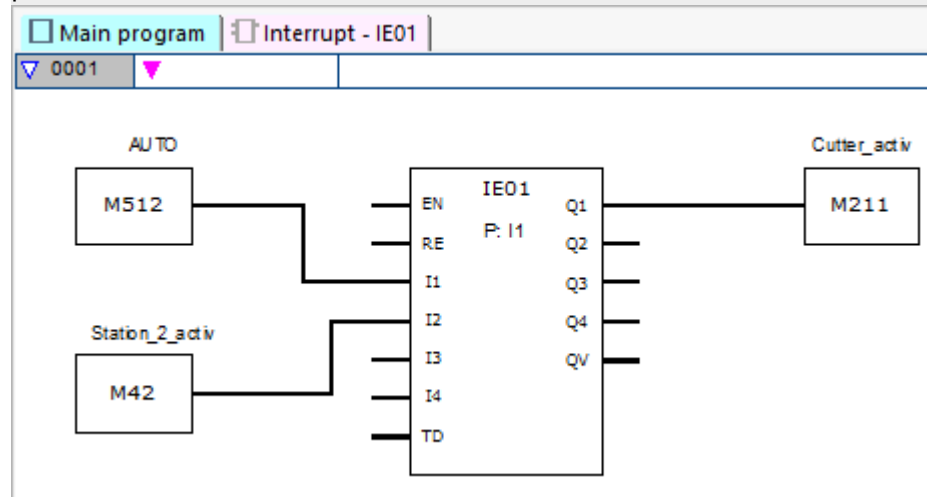 Main program
Interrupt - IE01
0001
AUTO
M512
Station_2_activ
M42
IE01
P: I1
EN
RE
I1
I2
I3
I4
TD
Q1
Q2
Q3
Q4
QV
Cutter_activ
M211